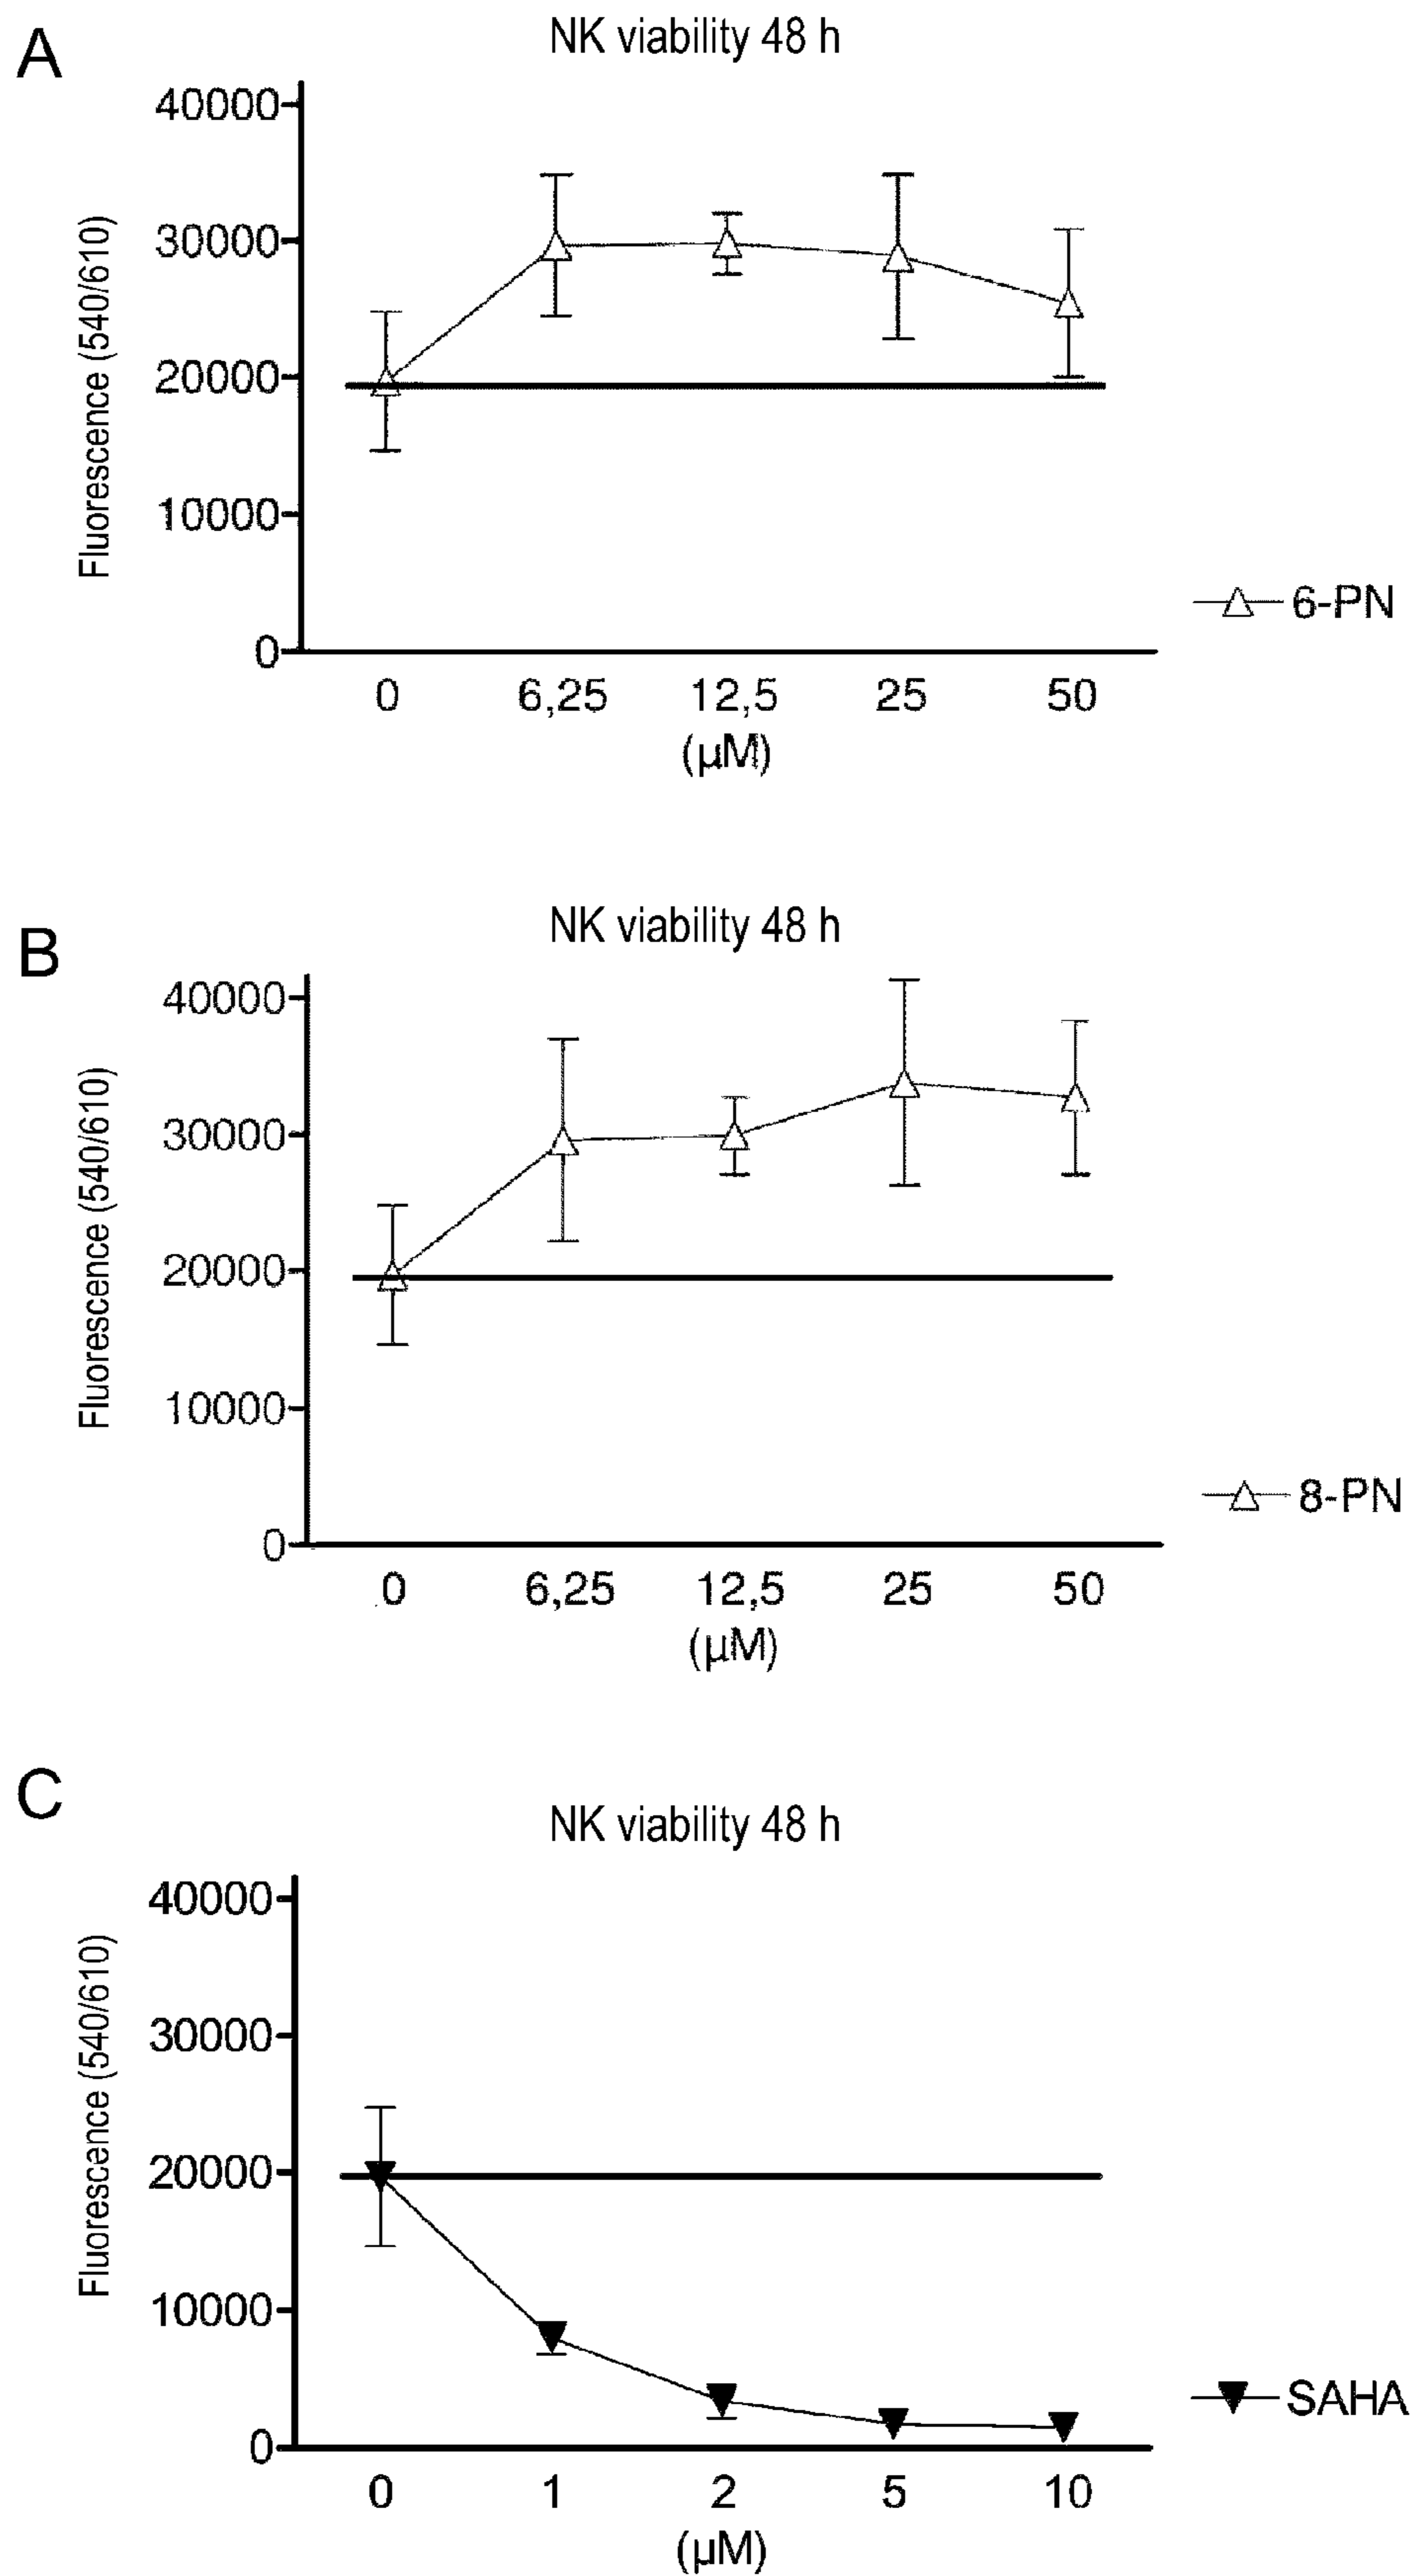 A
NK viability 48 h
Fluorescence (540/610)
40000
30000
20000
10000
0
0 6,25 12,5 25 50
(µM)
6-PN
B
NK viability 48 h
Fluorescence (540/610)
40000
30000
20000
10000
0
0 6,25 12,5 25 50
(µM)
8-PN
C
NK viability 48 h
Fluorescence (540/610)
40000
30000
20000
10000
0
0 1 2 5 10
(µM)
SAHA